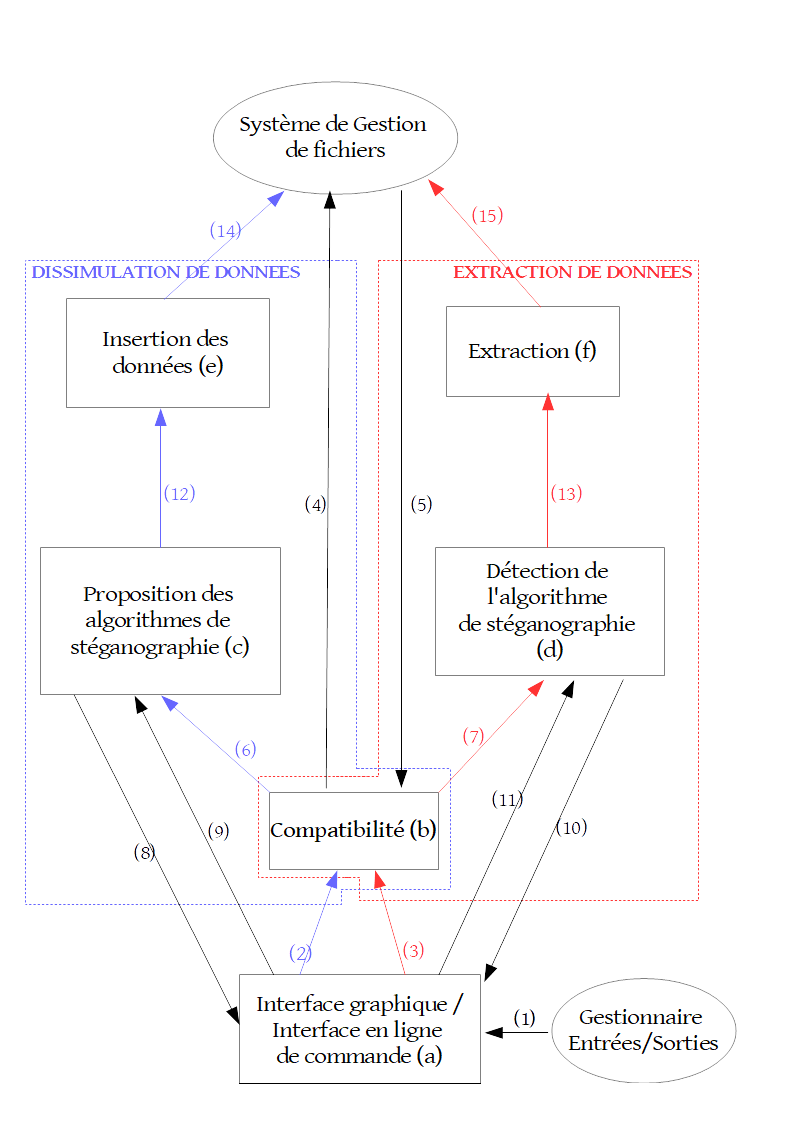 Système de Gestion
de fichiers
(14)
(15)
DISSIMULATION DE DONNEES
EXTRACTION DE DONNEES
Insertion des
données (e)
Extraction (f)
(12)
(4)
(5)
(13)
Proposition des
algorithmes de
stéganographie (c)
Détection de
l'algorithme
de stéganographie
(d)
(6)
(7)
(8)
(9)
Compatibilité (b)
(11)
(10)
(2)
(3)
Interface graphique /
Interface en ligne
de commande (a)
(1)
Gestionnaire
Entrées/Sorties